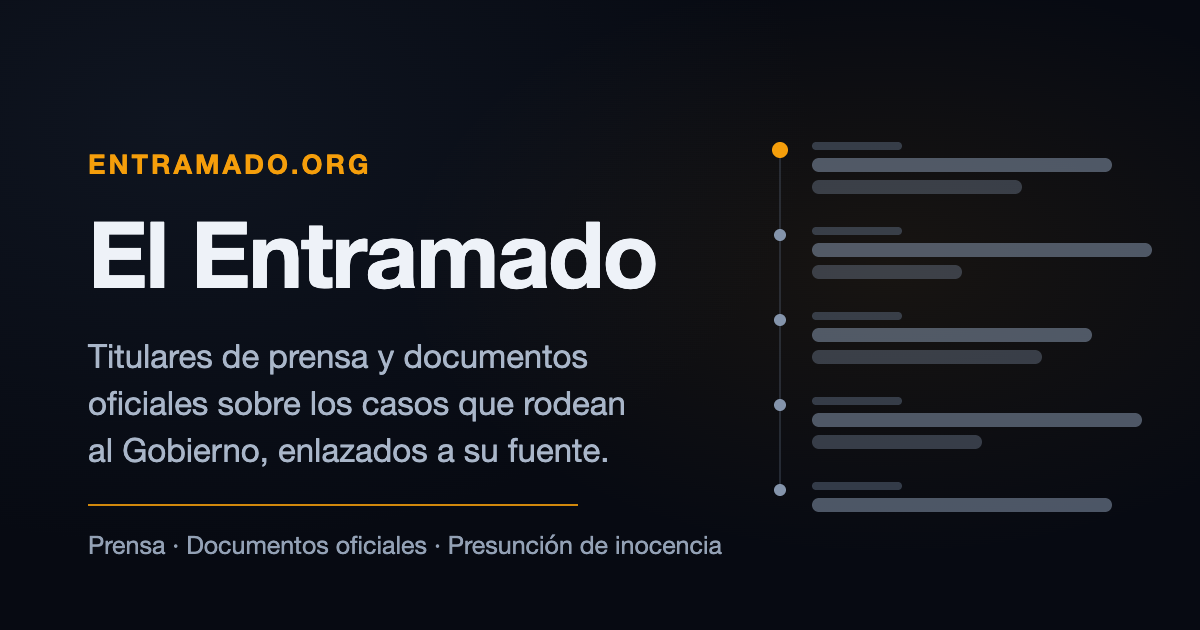 ENTRAMADO.ORG
El Entramado
Titulares de prensa y documentos
oficiales sobre los casos que rodean
al Gobierno, enlazados a su fuente.
Prensa · Documentos oficiales · Presunción de inocencia